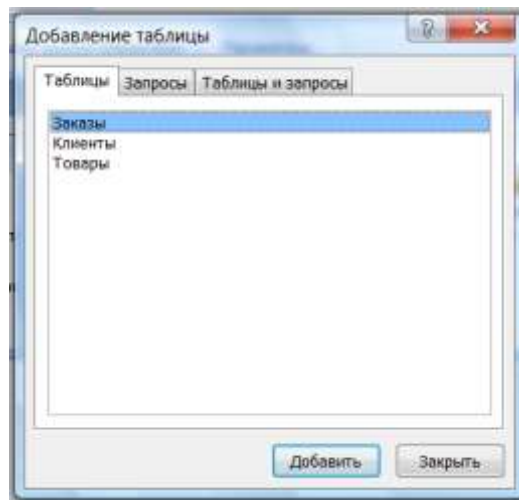 Добавление таблицы
Таблицы Запросы Таблицы и запросы
Заказы
Клиенты
Товары
Добавить Закрыть